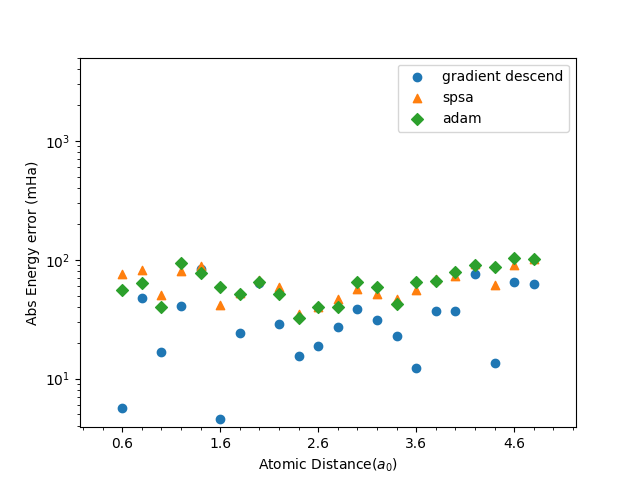 gradient descend
spsa
adam
Abs Energy error (mHa)
10³
10²
10¹
0.6 1.6 2.6 3.6 4.6
Atomic Distance(a₀)